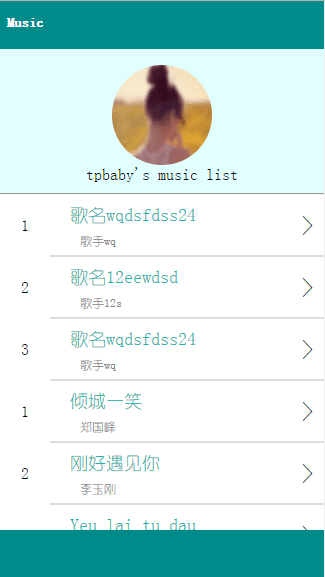 Music
tpbaby's music list
1
歌名wqdsfdss24
歌手wq
2
歌名12eewdsd
歌手12s
3
歌名wqdsfdss24
歌手wq
1
倾城一笑
郑国峰
2
刚好遇见你
李玉刚
Yeu lai tu dau